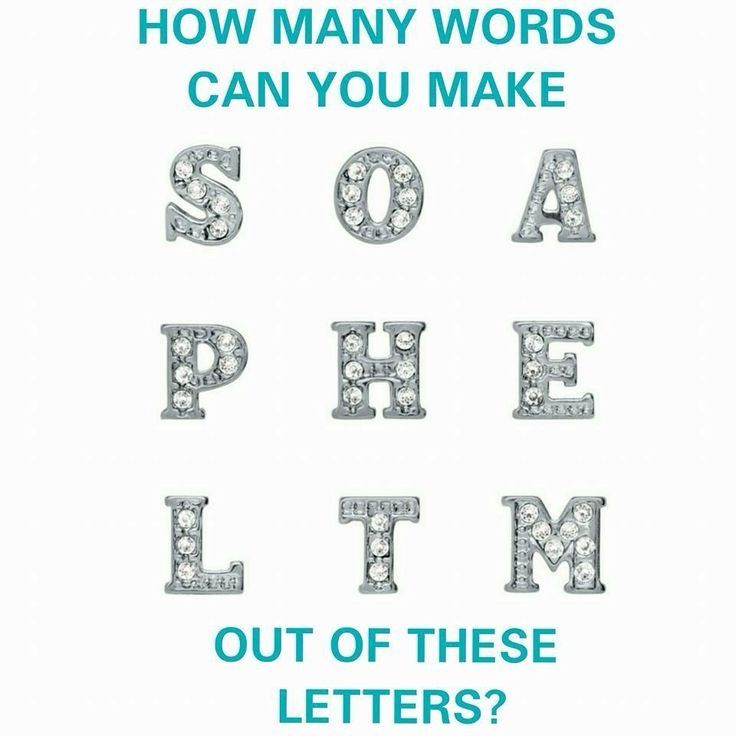 HOW MANY WORDS
CAN YOU MAKE
S O A
P H E
L T M
OUT OF THESE
LETTERS?